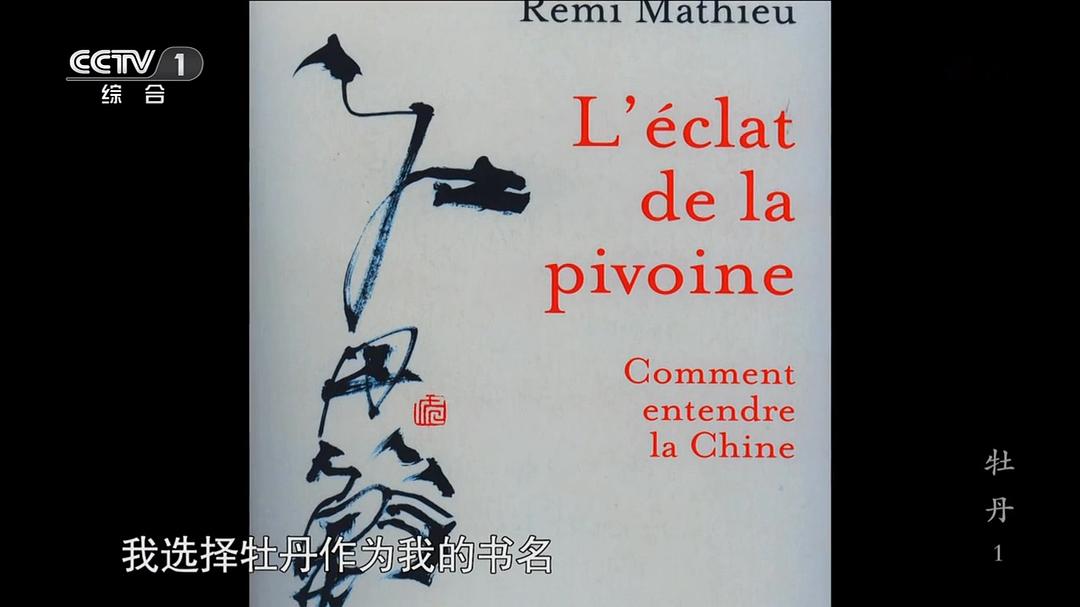 CCTV 1
综合
Rémi Mathieu
L'éclat
de la
pivoine
Comment
entendre
la Chine
牡
丹
1
我选择牡丹作为我的书名